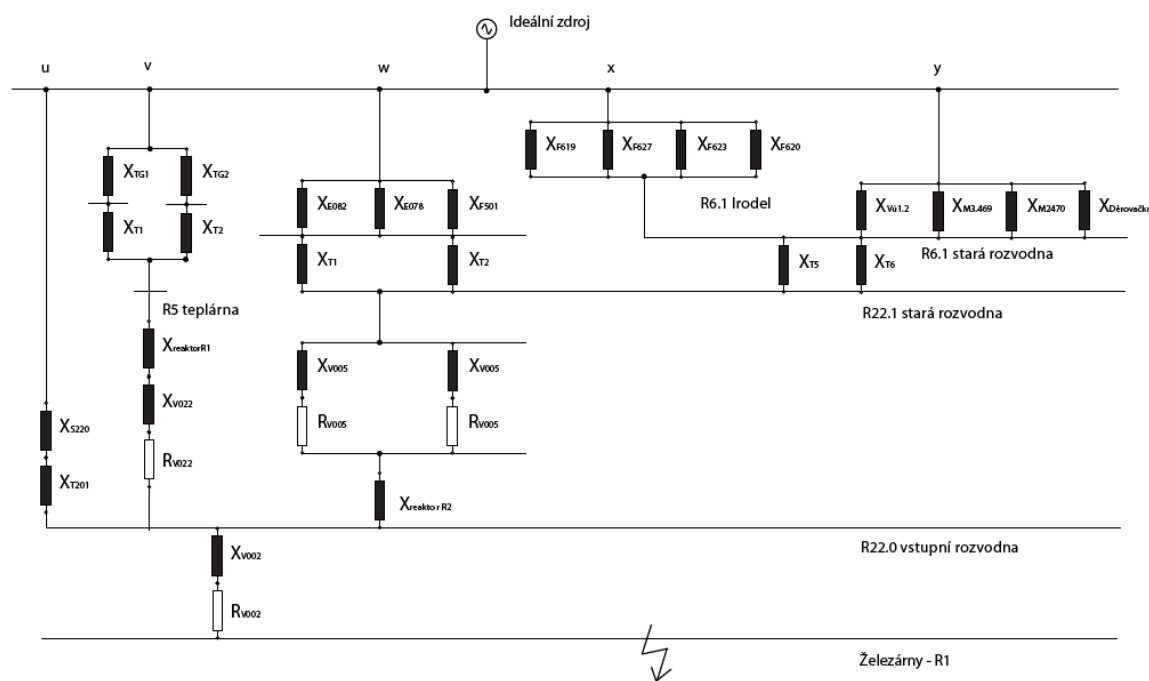 Ideální zdroj
u
v
w
x
y
XTG1
XTG2
XF619
XF627
XF623
XF620
XE082
XE078
XF501
R6.1 Irodel
XVú1.2
XM3.469
XM2470
XDěrovačka
XT1
XT2
XT1
XT2
XT5
XT6
R6.1 stará rozvodna
R5 teplárna
R22.1 stará rozvodna
XreaktorR1
XV005
XV005
XV022
XS220
RV005
RV005
RV022
XT201
Xreaktor R2
R22.0 vstupní rozvodna
XV002
RV002
Železárny - R1